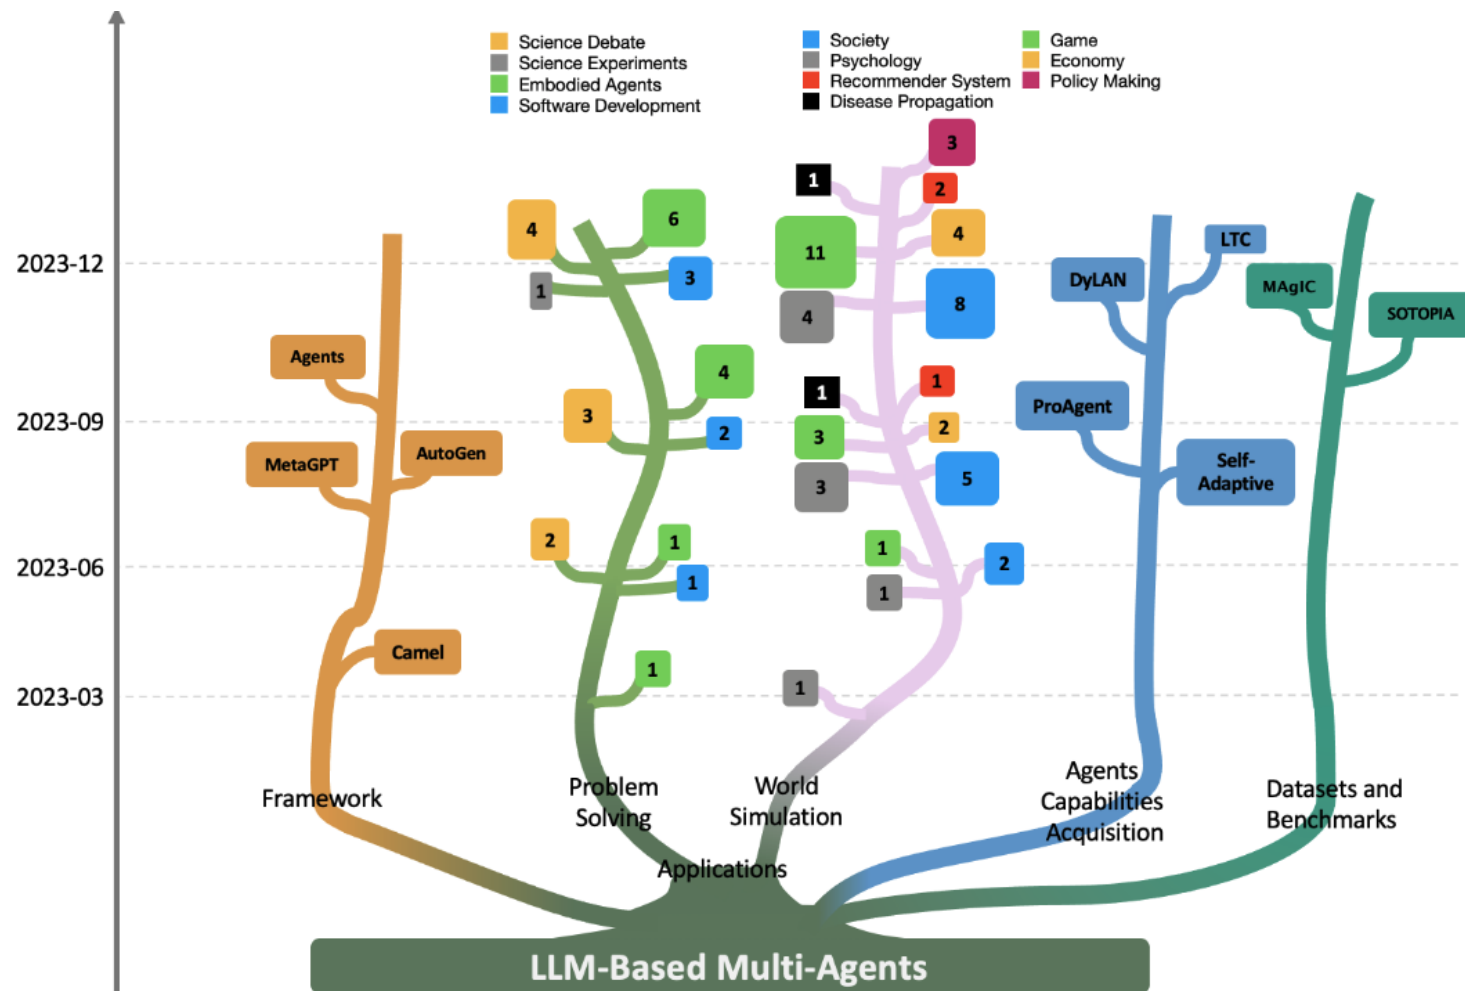 Science Debate
Science Experiments
Embodied Agents
Software Development
Society
Psychology
Recommender System
Disease Propagation
Game
Economy
Policy Making
2023-12
2023-09
2023-06
2023-03
Agents
MetaGPT
AutoGen
Camel
Framework
4
6
1
3
4
3
2
2
1
1
1
Problem
Solving
3
1
2
11
4
4
8
1
1
3
2
3
5
1
2
1
1
World
Simulation
Applications
LTC
DyLAN
ProAgent
Self-
Adaptive
Agents
Capabilities
Acquisition
MAgIC
SOTOPIA
Datasets and
Benchmarks
LLM-Based Multi-Agents